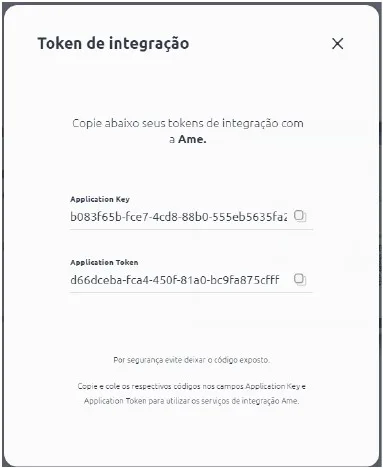 Token de integração
Copie abaixo seus tokens de integração com
a Ame.
Application Key
b083f65b-fce7-4cd8-88b0-555eb5635fa2
Application Token
d66dceba-fca4-450f-81a0-bc9fa875cfff
Por segurança evite deixar o código exposto.
Copie e cole os respectivos códigos nos campos Application Key e
Application Token para utilizar os serviços de integração Ame.